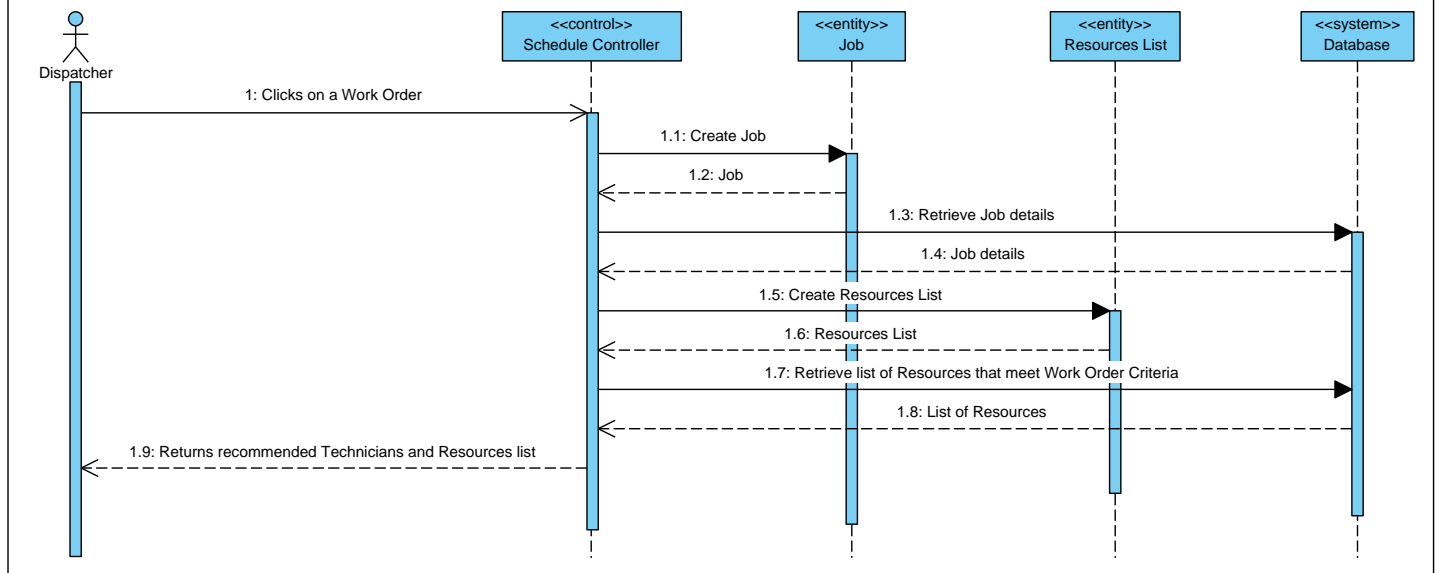 <<control>>
Schedule Controller
<<entity>>
Job
<<entity>>
Resources List
<<system>>
Database
Dispatcher
1: Clicks on a Work Order
1.1: Create Job
1.2: Job
1.3: Retrieve Job details
1.4: Job details
1.5: Create Resources List
1.6: Resources List
1.7: Retrieve list of Resources that meet Work Order Criteria
1.8: List of Resources
1.9: Returns recommended Technicians and Resources list